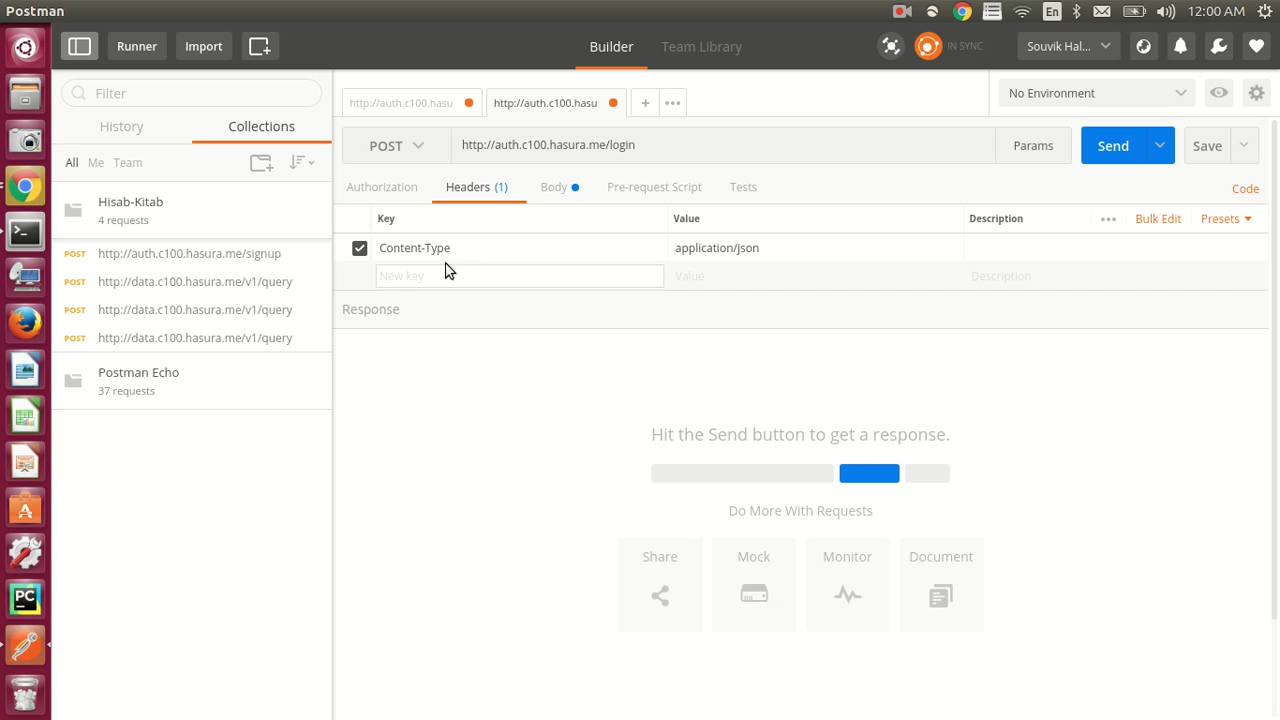 Postman
En
12:00 AM
Runner
Import
Builder
Team Library
IN SYNC
Souvik Hal...
Filter
History
Collections
All Me Team
Hisab-Kitab
4 requests
POST http://auth.c100.hasura.me/signup
POST http://data.c100.hasura.me/v1/query
POST http://data.c100.hasura.me/v1/query
POST http://data.c100.hasura.me/v1/query
Postman Echo
37 requests
http://auth.c100.hasu
http://auth.c100.hasu
+
•••
No Environment
POST
http://auth.c100.hasura.me/login
Params
Send
Save
Authorization
Headers (1)
Body
Pre-request Script
Tests
Code
Key
Value
Description
•••
Bulk Edit
Presets
Content-Type
application/json
New key
Value
Description
Response
Hit the Send button to get a response.
Do More With Requests
Share
Mock
Monitor
Document
PC